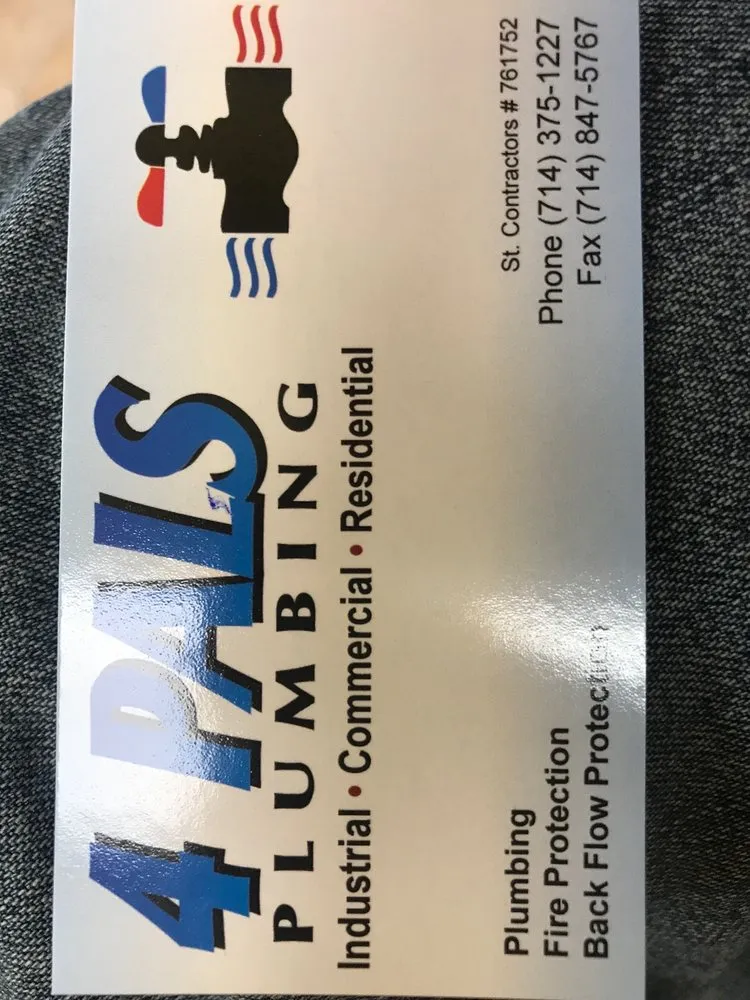 4 PALS
PLUMBING
Industrial • Commercial • Residential
Plumbing
Fire Protection
Back Flow Protection
St. Contractors # 761752
Phone (714) 375-1227
Fax (714) 847-5767